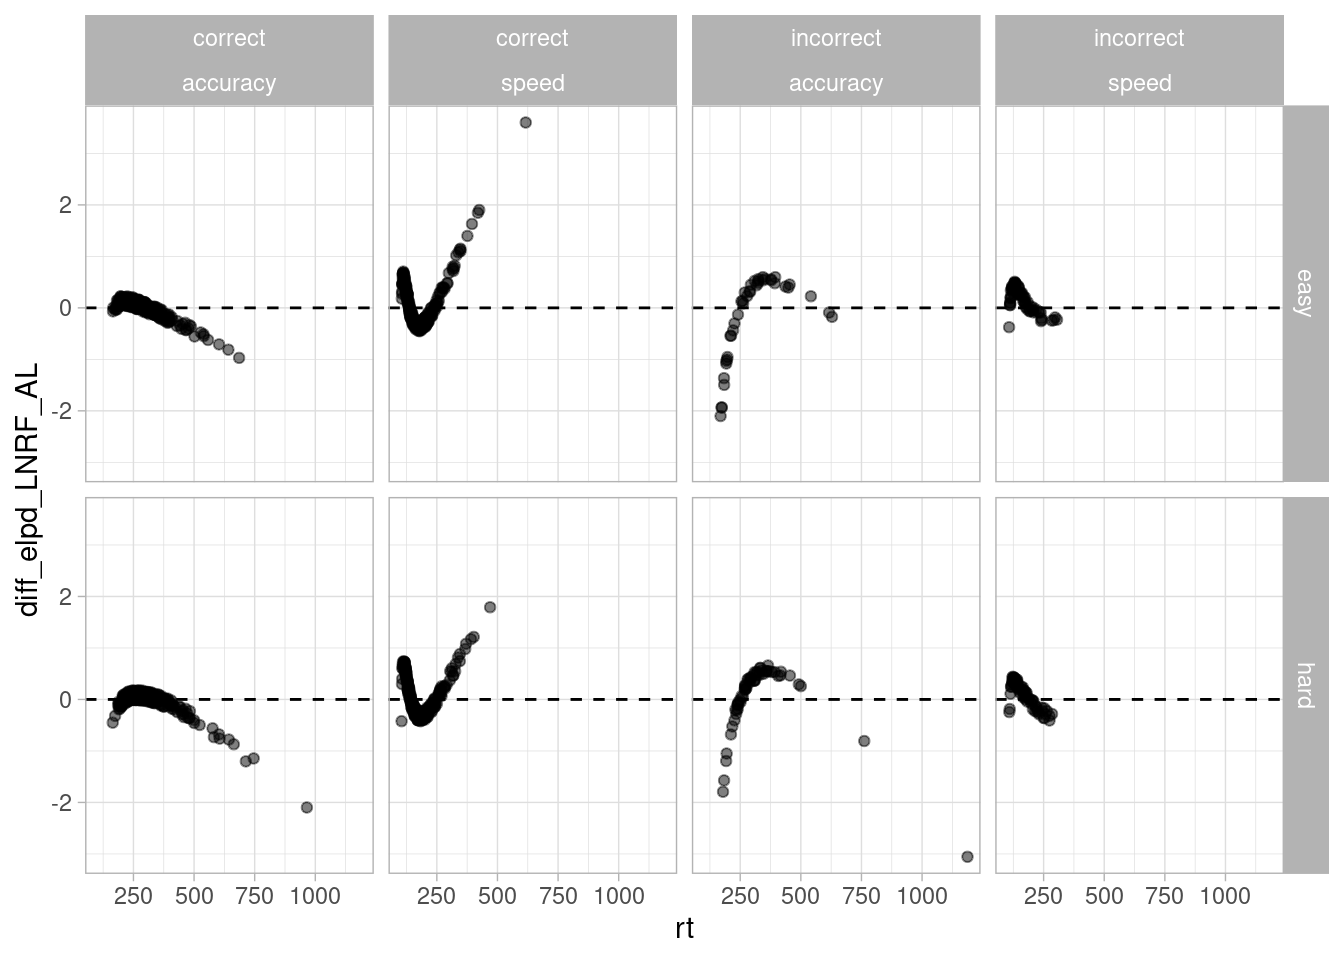 correct correct incorrect incorrect
accuracy speed accuracy speed
diff_elpd_LNRF_AL
2
0
-2
easy
2
0
-2
hard
250 500 750 1000 250 500 750 1000 250 500 750 1000 250 500 750 1000
rt